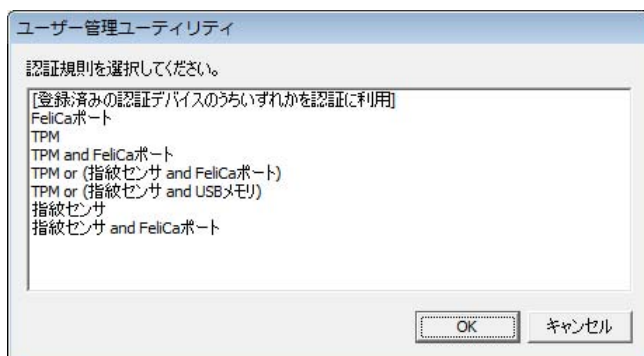 ユーザー管理ユーティリティ
認証規則を選択してください。
[登録済みの認証デバイスのうちいずれかを認証に利用]
FeliCaポート
TPM
TPM and FeliCaポート
TPM or (指紋センサ and FeliCaポート)
TPM or (指紋センサ and USBメモリ)
指紋センサ
指紋センサ and FeliCaポート
OK キャンセル